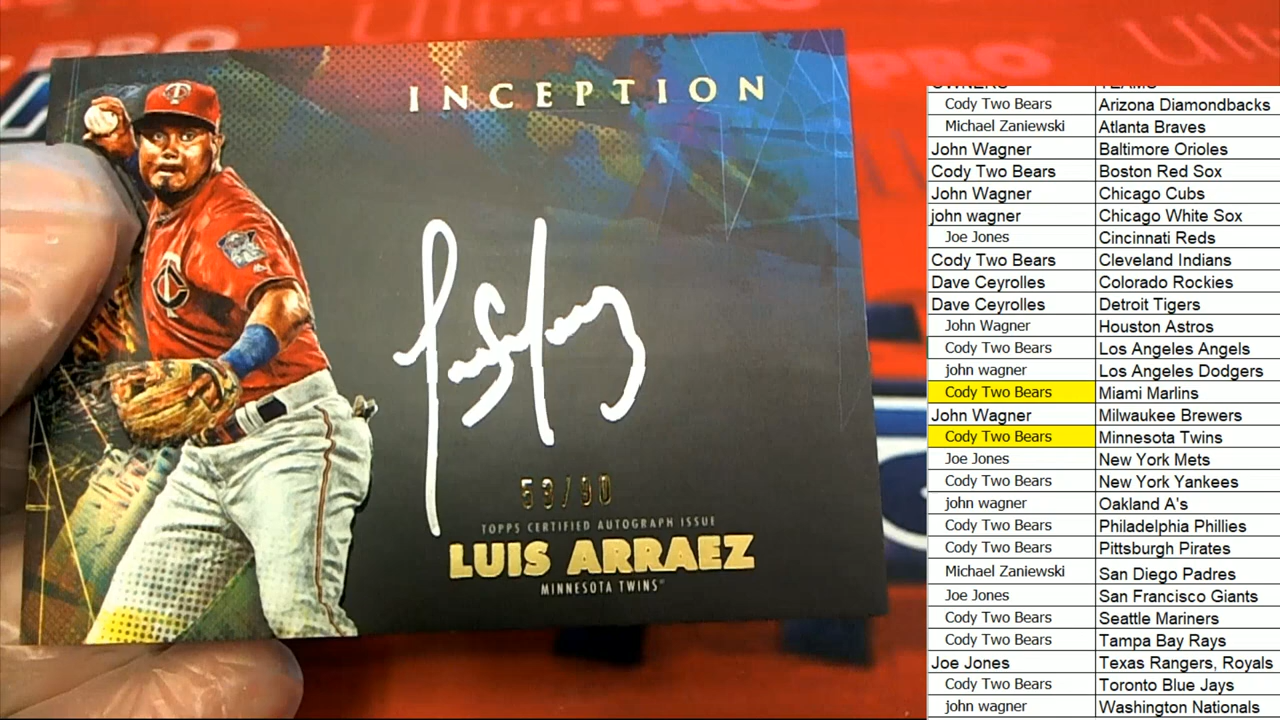 INCEPTION
53/90
TOPPS CERTIFIED AUTOGRAPH ISSUE
LUIS ARRAEZ
MINNESOTA TWINS
OWNERS TEAMS
Cody Two Bears Arizona Diamondbacks
Michael Zaniewski Atlanta Braves
John Wagner Baltimore Orioles
Cody Two Bears Boston Red Sox
John Wagner Chicago Cubs
john wagner Chicago White Sox
Joe Jones Cincinnati Reds
Cody Two Bears Cleveland Indians
Dave Ceyrolles Colorado Rockies
Dave Ceyrolles Detroit Tigers
John Wagner Houston Astros
Cody Two Bears Los Angeles Angels
john wagner Los Angeles Dodgers
Cody Two Bears Miami Marlins
John Wagner Milwaukee Brewers
Cody Two Bears Minnesota Twins
Joe Jones New York Mets
Cody Two Bears New York Yankees
john wagner Oakland A's
Cody Two Bears Philadelphia Phillies
Cody Two Bears Pittsburgh Pirates
Michael Zaniewski San Diego Padres
Joe Jones San Francisco Giants
Cody Two Bears Seattle Mariners
Cody Two Bears Tampa Bay Rays
Joe Jones Texas Rangers, Royals
Cody Two Bears Toronto Blue Jays
john wagner Washington Nationals